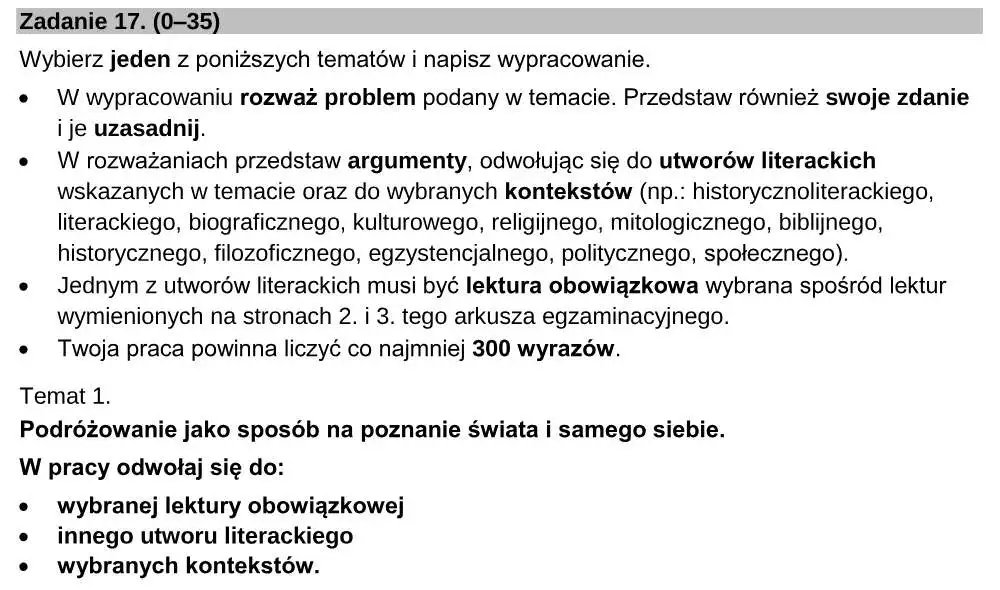 Zadanie 17. (0–35)
Wybierz jeden z poniższych tematów i napisz wypracowanie.
• W wypracowaniu rozważ problem podany w temacie. Przedstaw również swoje zdanie
i je uzasadnij.
• W rozważaniach przedstaw argumenty, odwołując się do utworów literackich
wskazanych w temacie oraz do wybranych kontekstów (np.: historycznoliterackiego,
literackiego, biograficznego, kulturowego, religijnego, mitologicznego, biblijnego,
historycznego, filozoficznego, egzystencjalnego, politycznego, społecznego).
• Jednym z utworów literackich musi być lektura obowiązkowa wybrana spośród lektur
wymienionych na stronach 2. i 3. tego arkusza egzaminacyjnego.
• Twoja praca powinna liczyć co najmniej 300 wyrazów.
Temat 1.
Podróżowanie jako sposób na poznanie świata i samego siebie.
W pracy odwołaj się do:
• wybranej lektury obowiązkowej
• innego utworu literackiego
• wybranych kontekstów.